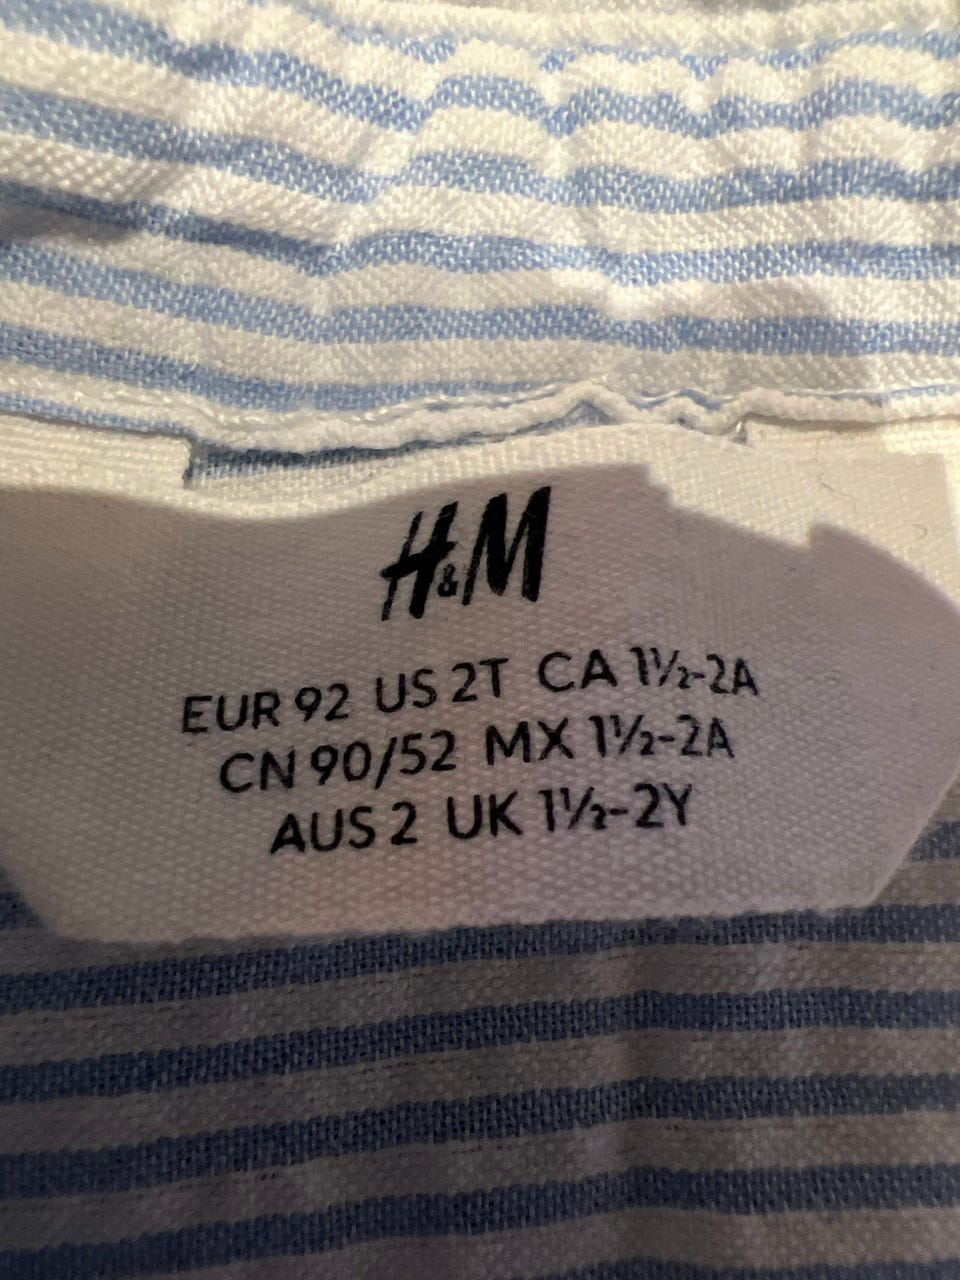 H&M
EUR 92 US 2T CA 1½-2A
CN 90/52 MX 1½-2A
AUS 2 UK 1½-2Y